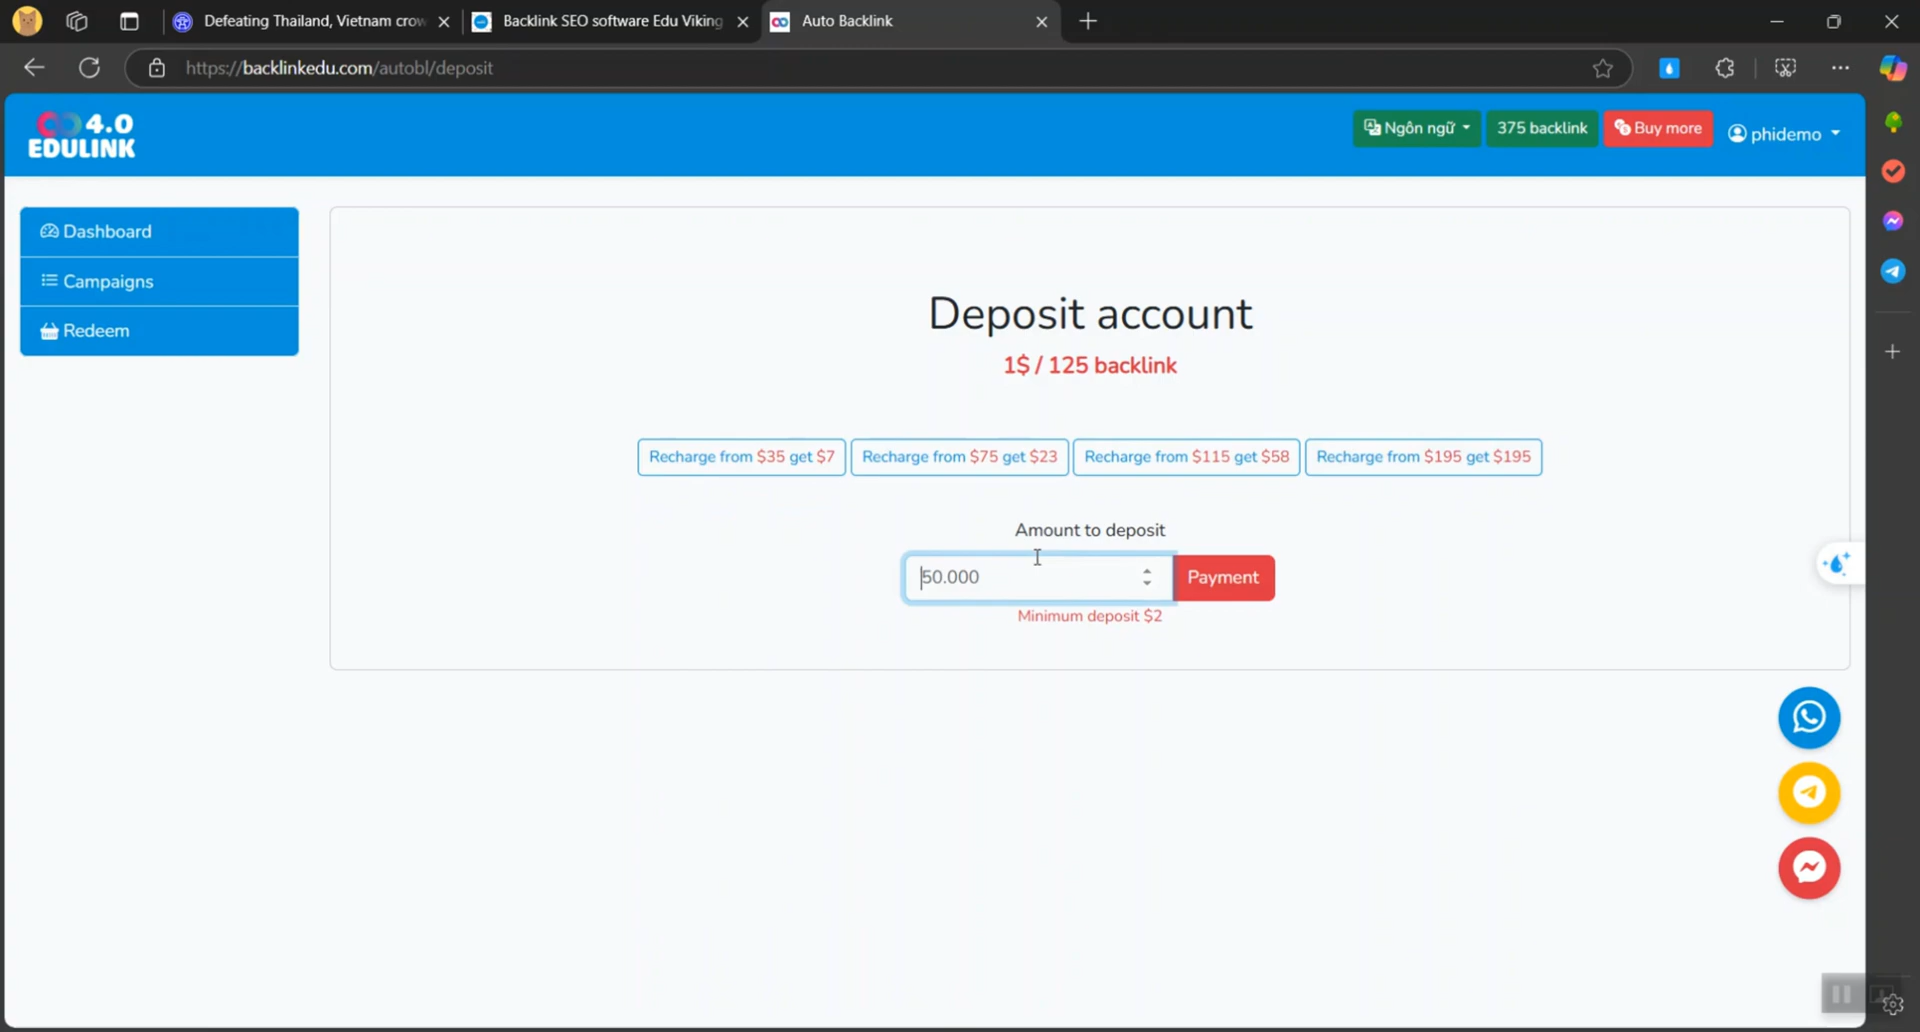 Defeating Thailand, Vietnam crow
Backlink SEO software Edu Viking
Auto Backlink
https://backlinkedu.com/autobl/deposit
4.0
EDULINK
Ngôn ngữ
375 backlink
Buy more
phidemo
Dashboard
Campaigns
Redeem
Deposit account
1$ / 125 backlink
Recharge from $35 get $7
Recharge from $75 get $23
Recharge from $115 get $58
Recharge from $195 get $195
Amount to deposit
50.000
Payment
Minimum deposit $2